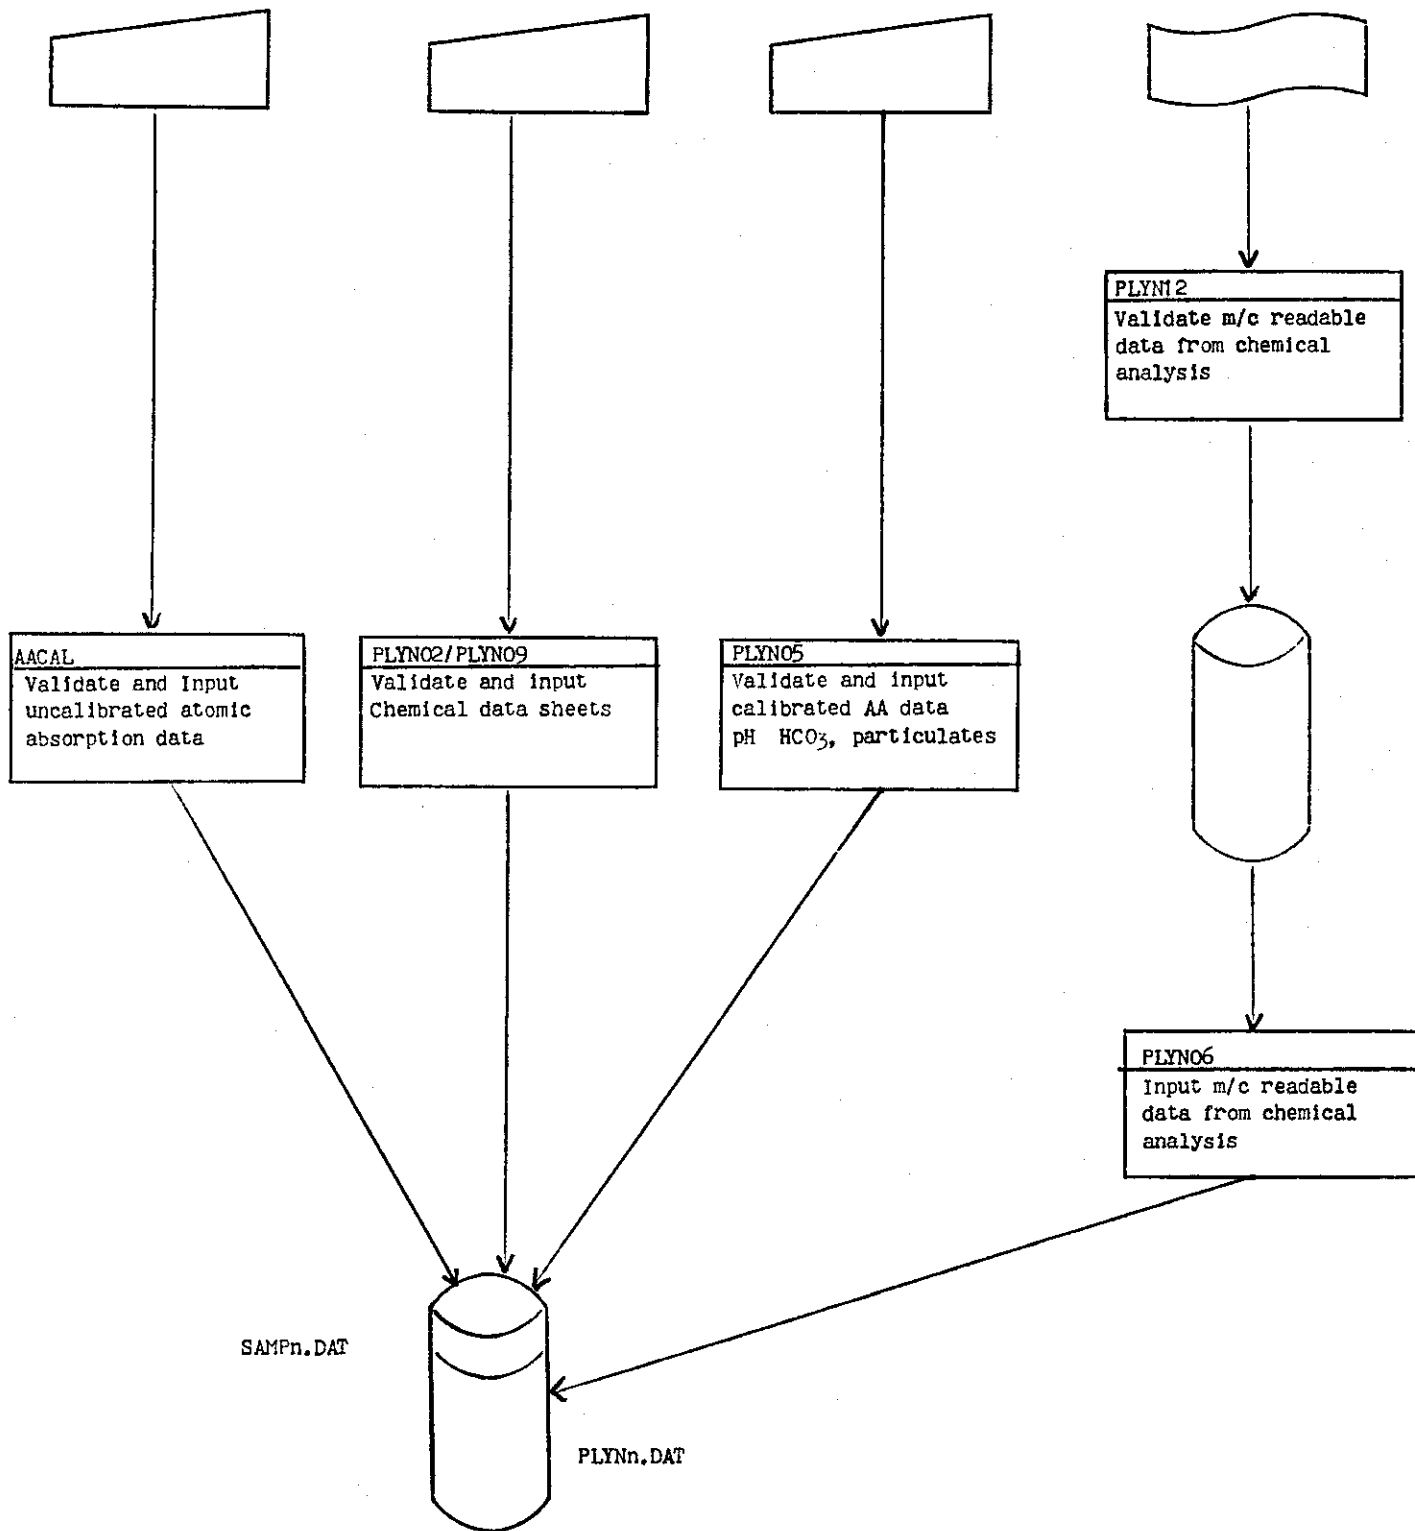 PLYN12
Validate m/c readable
data from chemical
analysis
AACAL
Validate and Input
uncalibrated atomic
absorption data
PLYN02/PLYN09
Validate and input
Chemical data sheets
PLYN05
Validate and input
calibrated AA data
pH HCO3, particulates
PLYN06
Input m/c readable
data from chemical
analysis
SAMPn.DAT
PLYNn.DAT